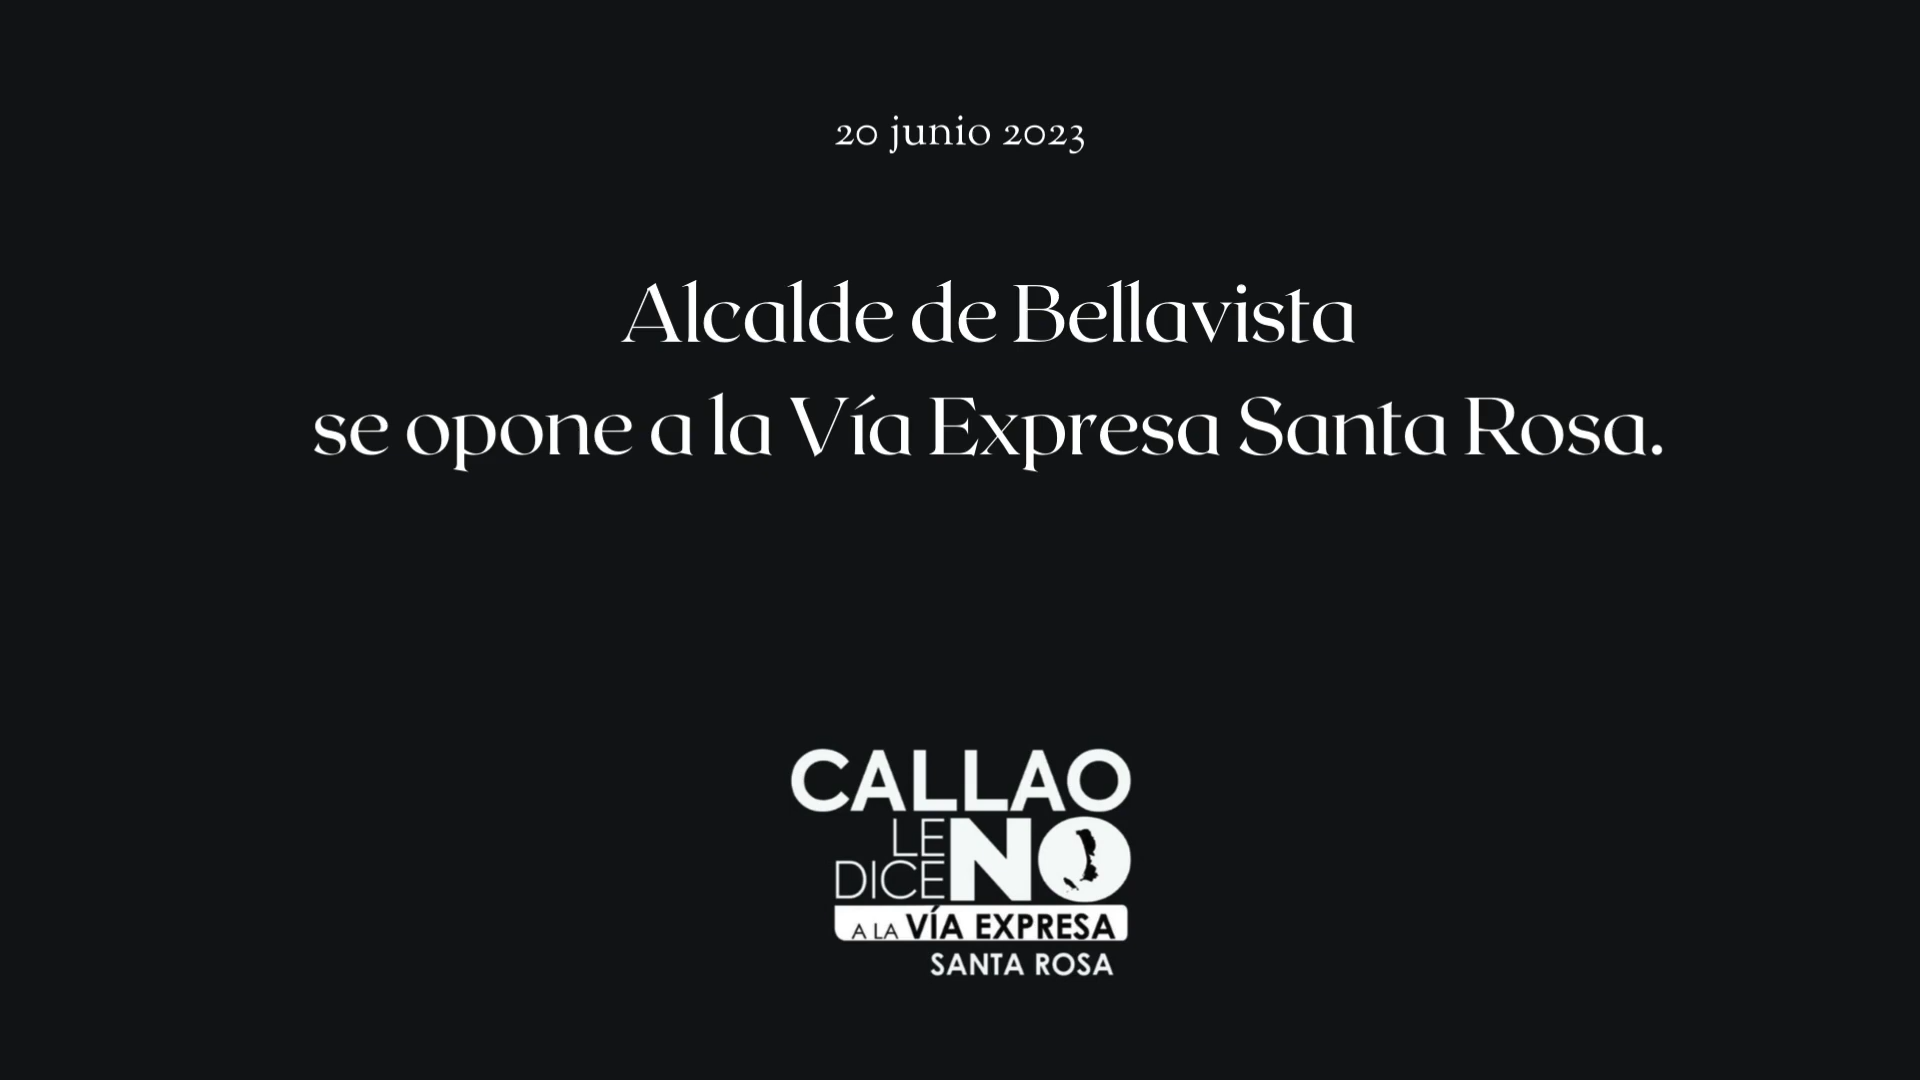 20 junio 2023
Alcalde de Bellavista
se opone a la Vía Expresa Santa Rosa.
CALLAO
LE
DICE NO
A LA VÍA EXPRESA
SANTA ROSA